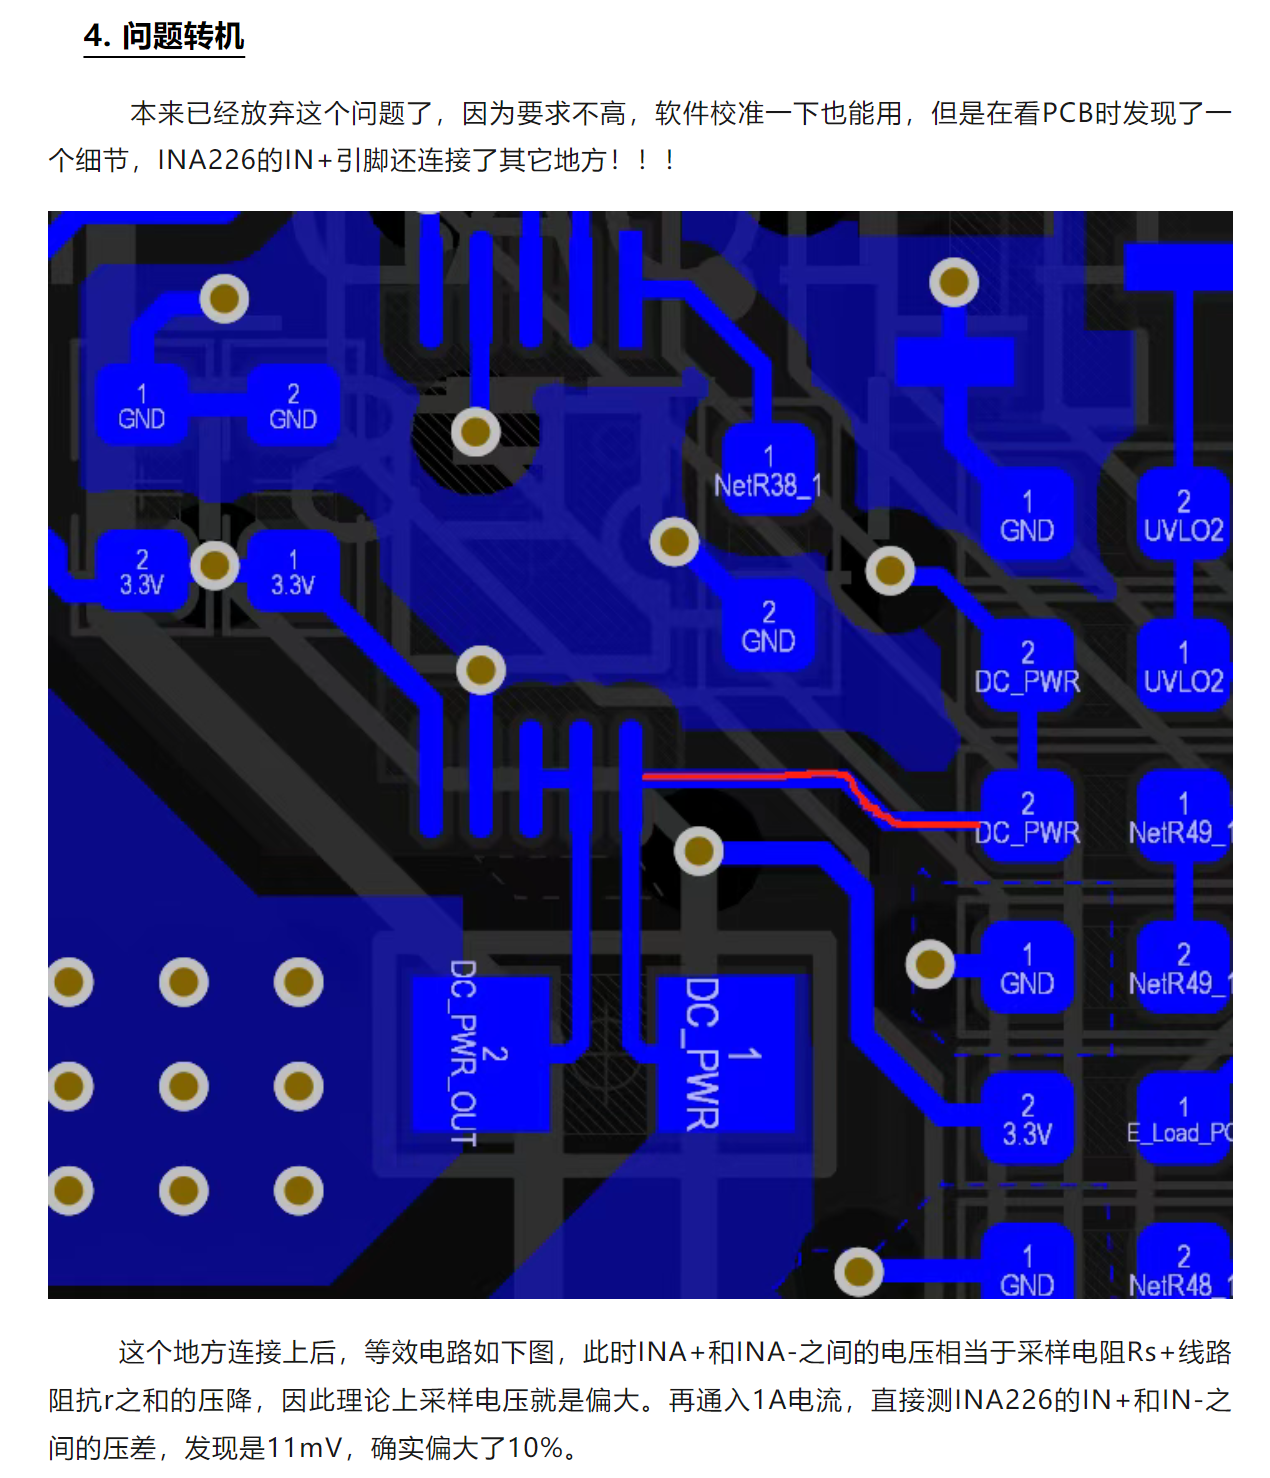 4. 问题转机
本来已经放弃这个问题了，因为要求不高，软件校准一下也能用，但是在看PCB时发现了一
个细节，INA226的IN+引脚还连接了其它地方！！！
1
GND
2
GND
1
NetR38_1
1
GND
2
UVLO2
2
3.3V
1
3.3V
2
GND
2
DC_PWR
1
UVLO2
2
DC_PWR
1
NetR49_1
2
DC_PWR_OUT
1
DC_PWR
1
GND
2
NetR49_1
2
3.3V
1
E_Load_PC
1
GND
2
NetR48_1
这个地方连接上后，等效电路如下图，此时INA+和INA-之间的电压相当于采样电阻Rs+线路
阻抗r之和的压降，因此理论上采样电压就是偏大。再通入1A电流，直接测INA226的IN+和IN-之
间的压差，发现是11mV，确实偏大了10%。